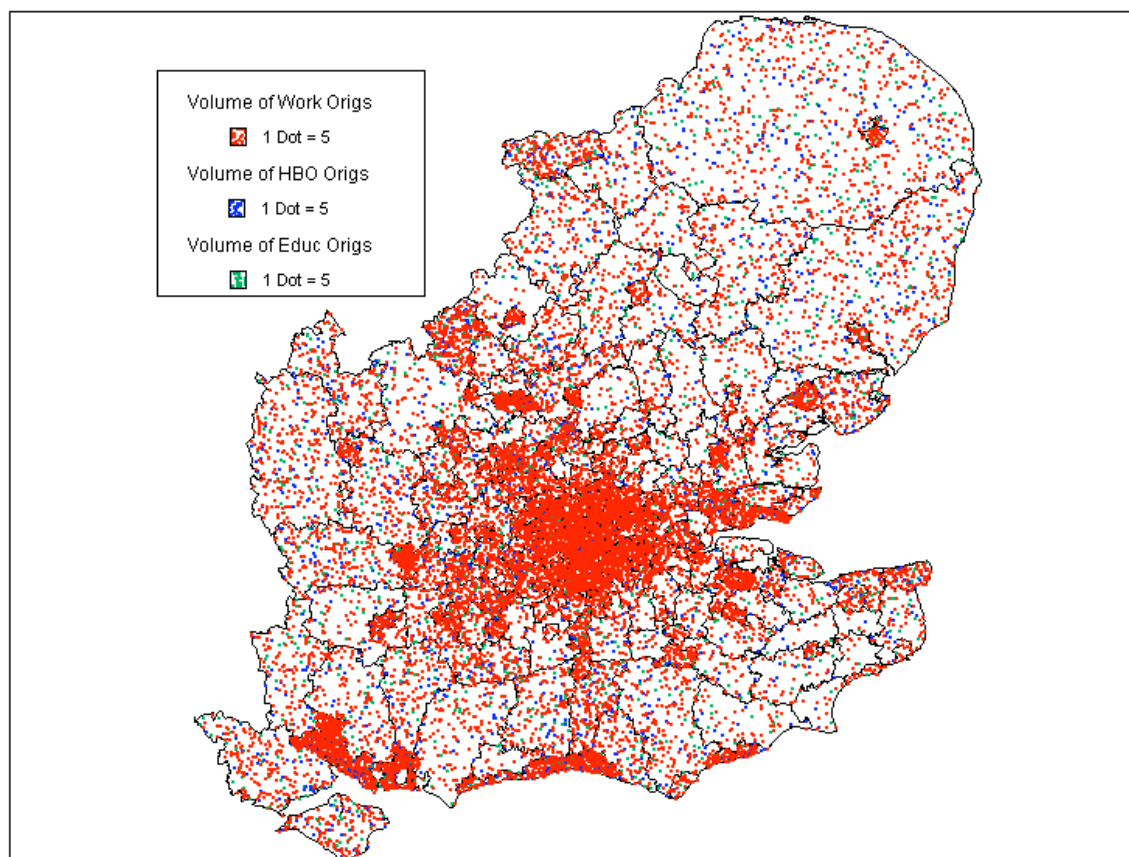 Volume of Work Origs
1 Dot = 5
Volume of HBO Origs
1 Dot = 5
Volume of Educ Origs
1 Dot = 5